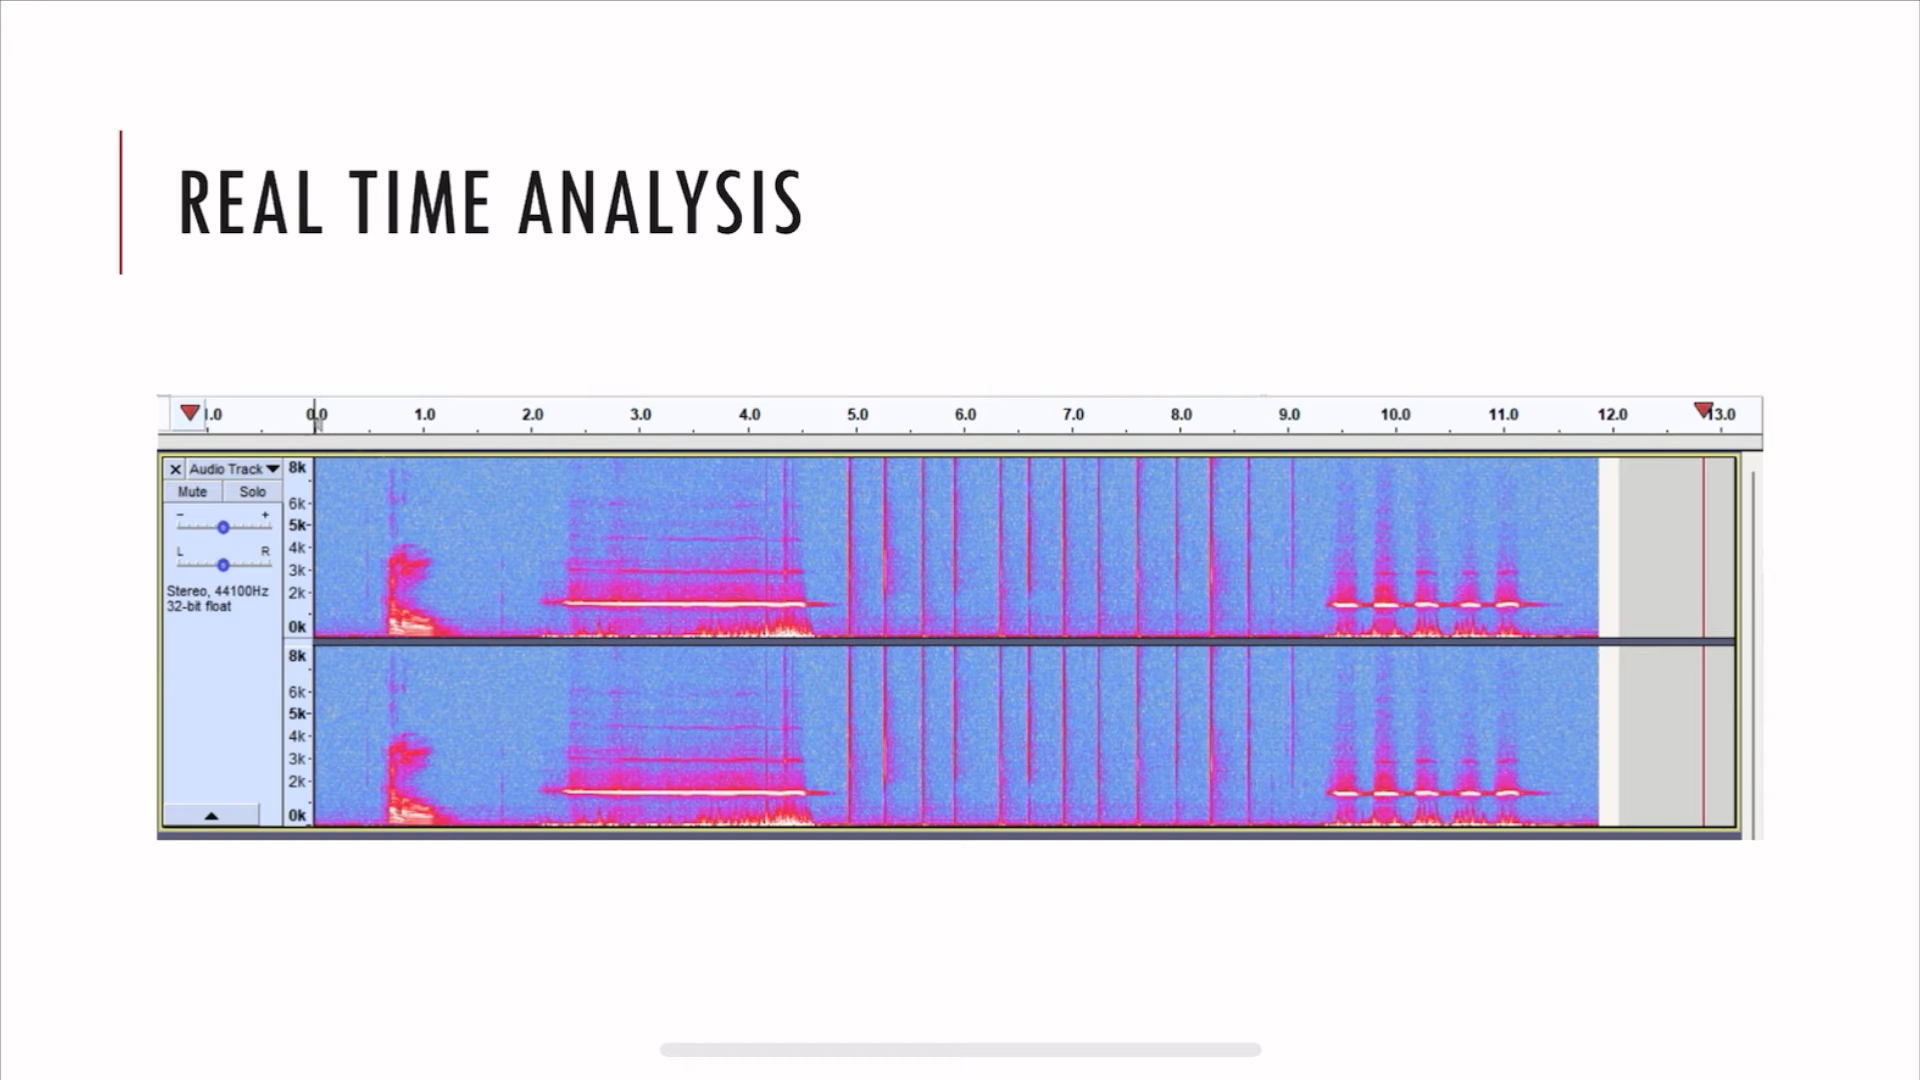 REAL TIME ANALYSIS
1.0 0.0 1.0 2.0 3.0 4.0 5.0 6.0 7.0 8.0 9.0 10.0 11.0 12.0 13.0
X Audio Track 8k
Mute Solo 6k
- + 5k
L R 4k
3k
Stereo, 44100Hz 2k
32-bit float
0k
8k
6k
5k
4k
3k
2k
0k